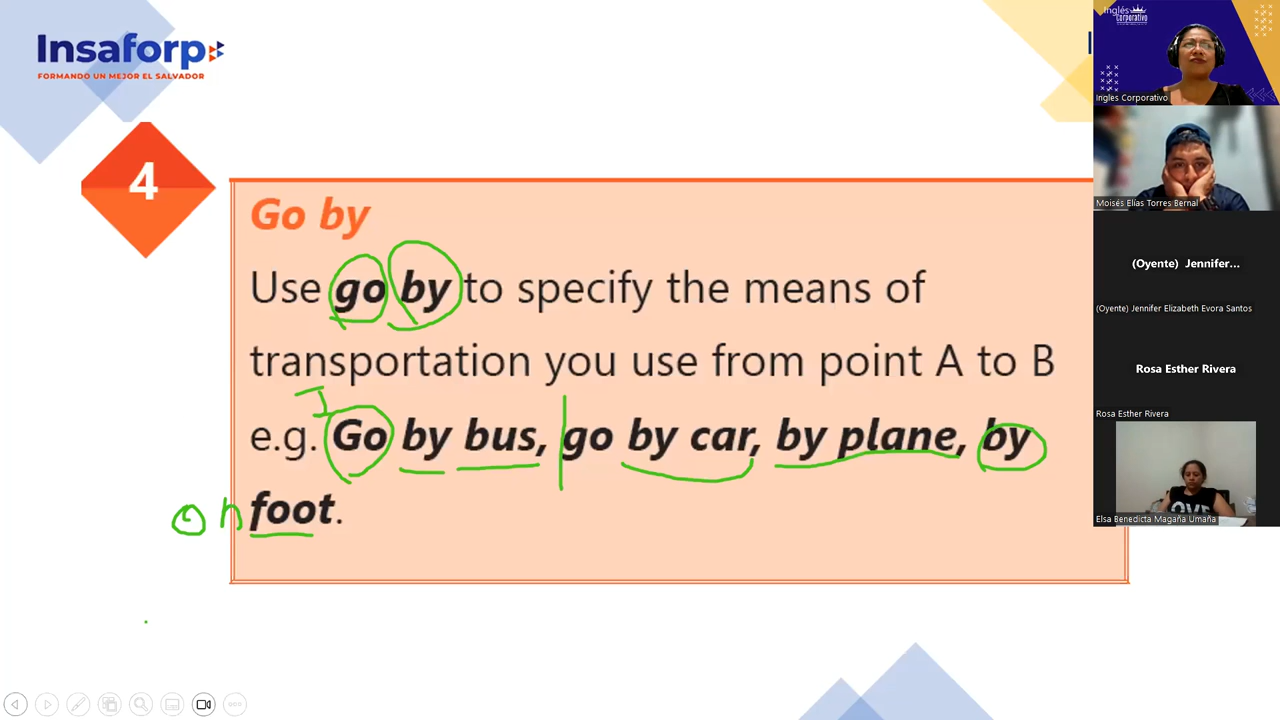 Insaforp
FORMANDO UN MEJOR EL SALVADOR
4
Go by
Use go by to specify the means of
transportation you use from point A to B
I
e.g. Go by bus, go by car, by plane, by
on foot.
Inglés
Corporativo
Ingles Corporativo
Moisés Elías Torres Bernal
(Oyente) Jennifer...
(Oyente) Jennifer Elizabeth Evora Santos
Rosa Esther Rivera
Rosa Esther Rivera
Elsa Benedicta Magaña Umaña